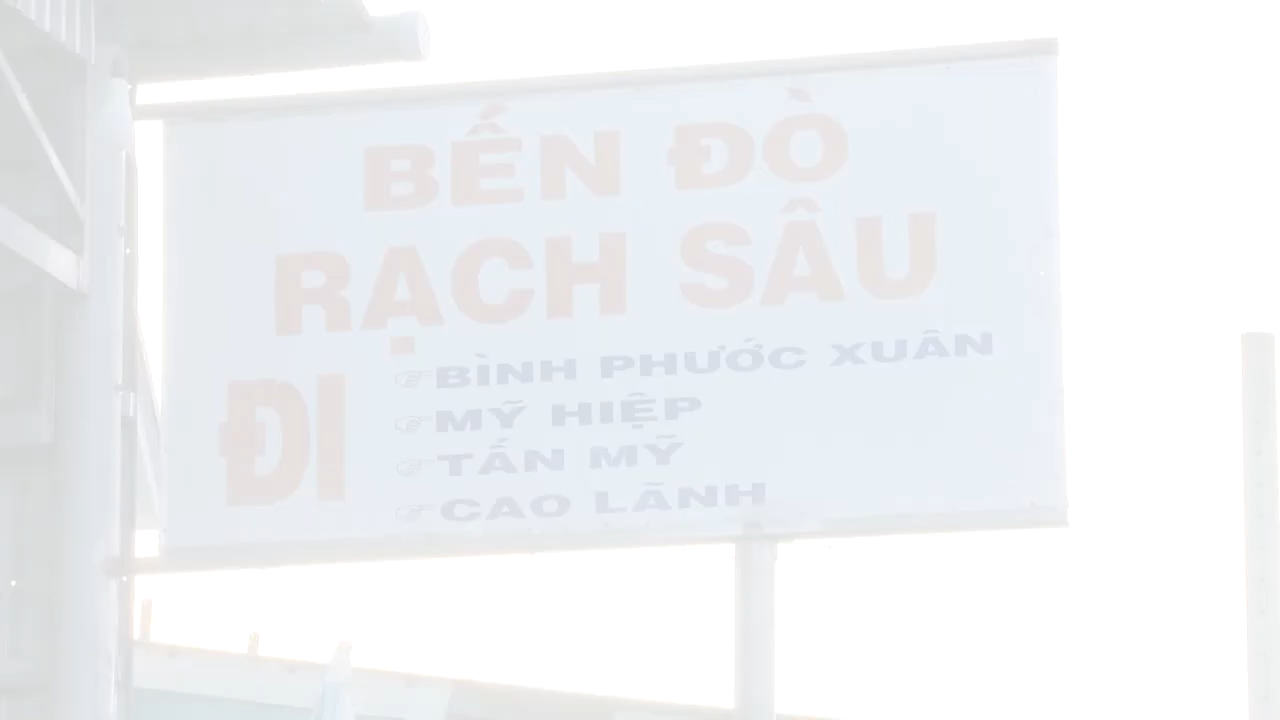 BẾN ĐÒ
RẠCH SÂU
ĐI
☞BÌNH PHƯỚC XUÂN
☞MỸ HIỆP
☞TẤN MỸ
☞CAO LÃNH